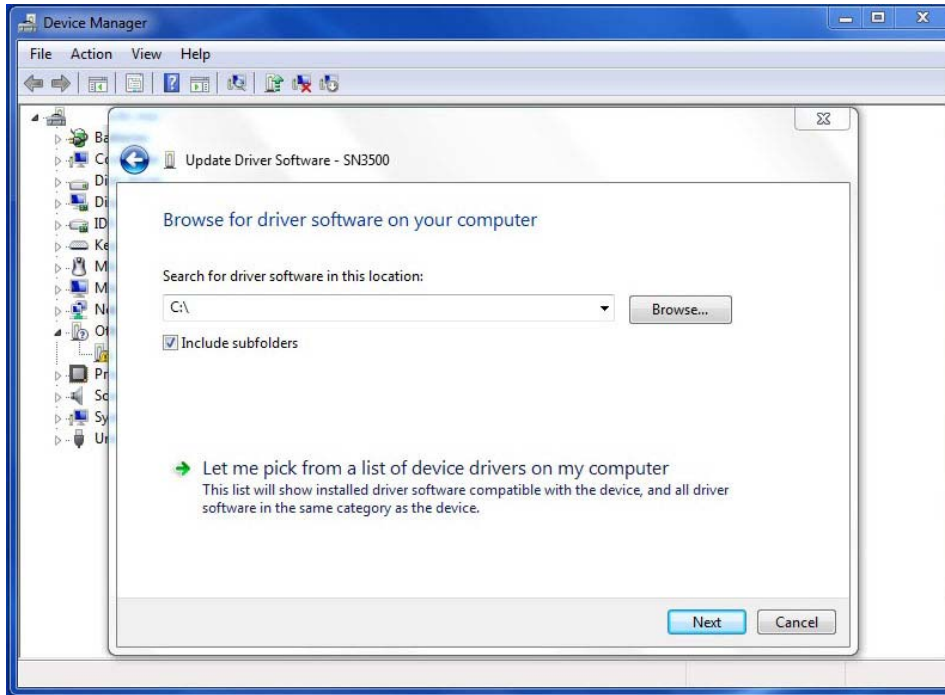 Device Manager
File Action View Help
Update Driver Software - SN3500
Browse for driver software on your computer
Search for driver software in this location:
C:\
Browse...
Include subfolders
Let me pick from a list of device drivers on my computer
This list will show installed driver software compatible with the device, and all driver
software in the same category as the device.
Next Cancel